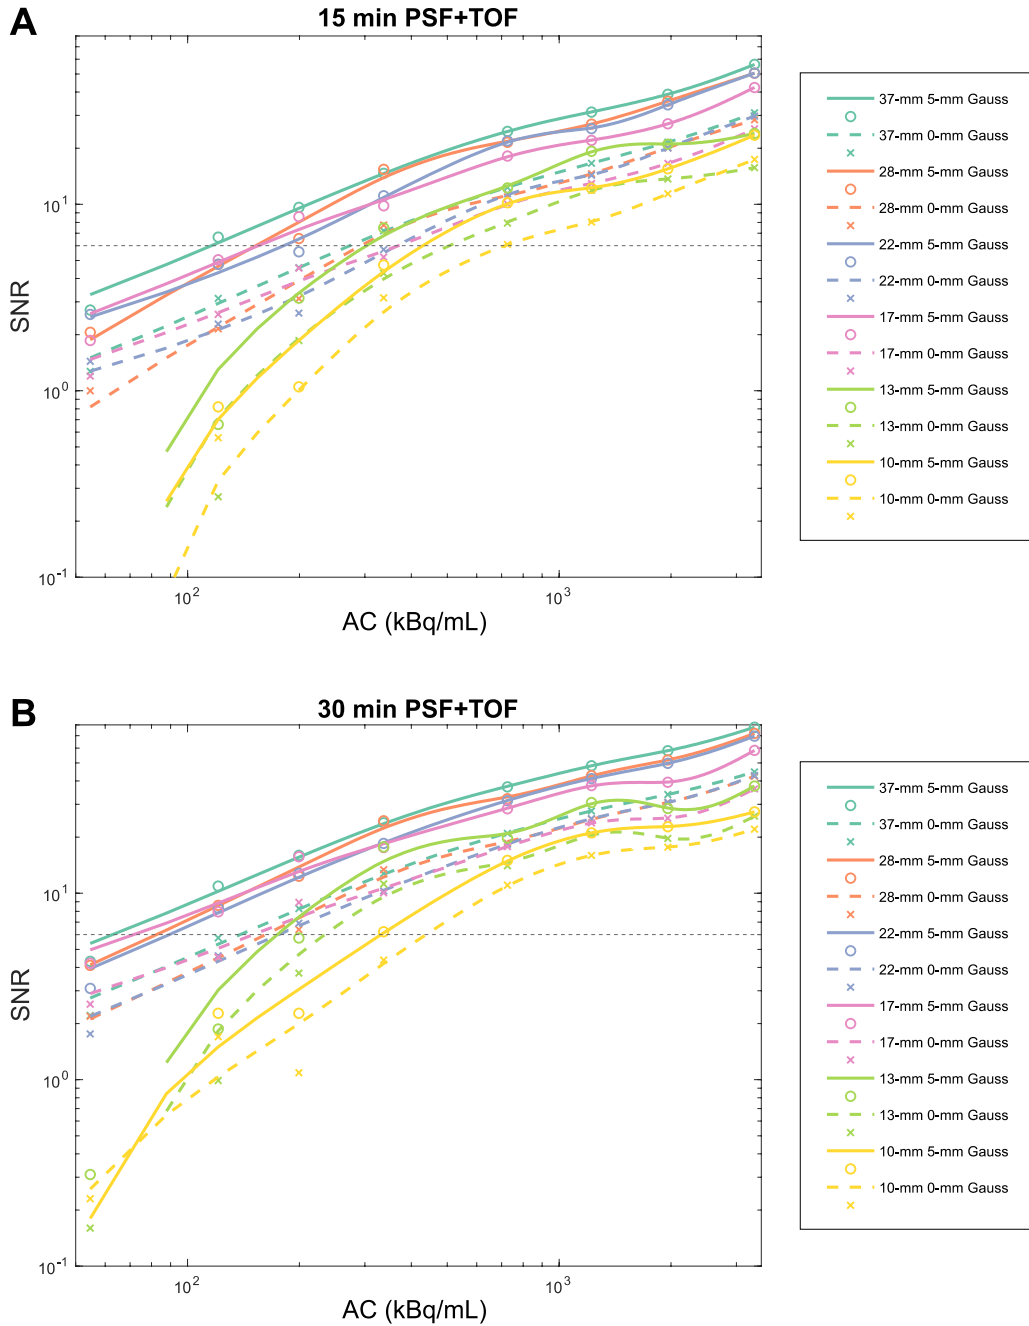 A
15 min PSF+TOF
SNR
10^1
10^0
10^-1
10^2
10^3
AC (kBq/mL)
37-mm 5-mm Gauss
37-mm 0-mm Gauss
28-mm 5-mm Gauss
28-mm 0-mm Gauss
22-mm 5-mm Gauss
22-mm 0-mm Gauss
17-mm 5-mm Gauss
17-mm 0-mm Gauss
13-mm 5-mm Gauss
13-mm 0-mm Gauss
10-mm 5-mm Gauss
10-mm 0-mm Gauss
B
30 min PSF+TOF
SNR
10^1
10^0
10^-1
10^2
10^3
AC (kBq/mL)
37-mm 5-mm Gauss
37-mm 0-mm Gauss
28-mm 5-mm Gauss
28-mm 0-mm Gauss
22-mm 5-mm Gauss
22-mm 0-mm Gauss
17-mm 5-mm Gauss
17-mm 0-mm Gauss
13-mm 5-mm Gauss
13-mm 0-mm Gauss
10-mm 5-mm Gauss
10-mm 0-mm Gauss